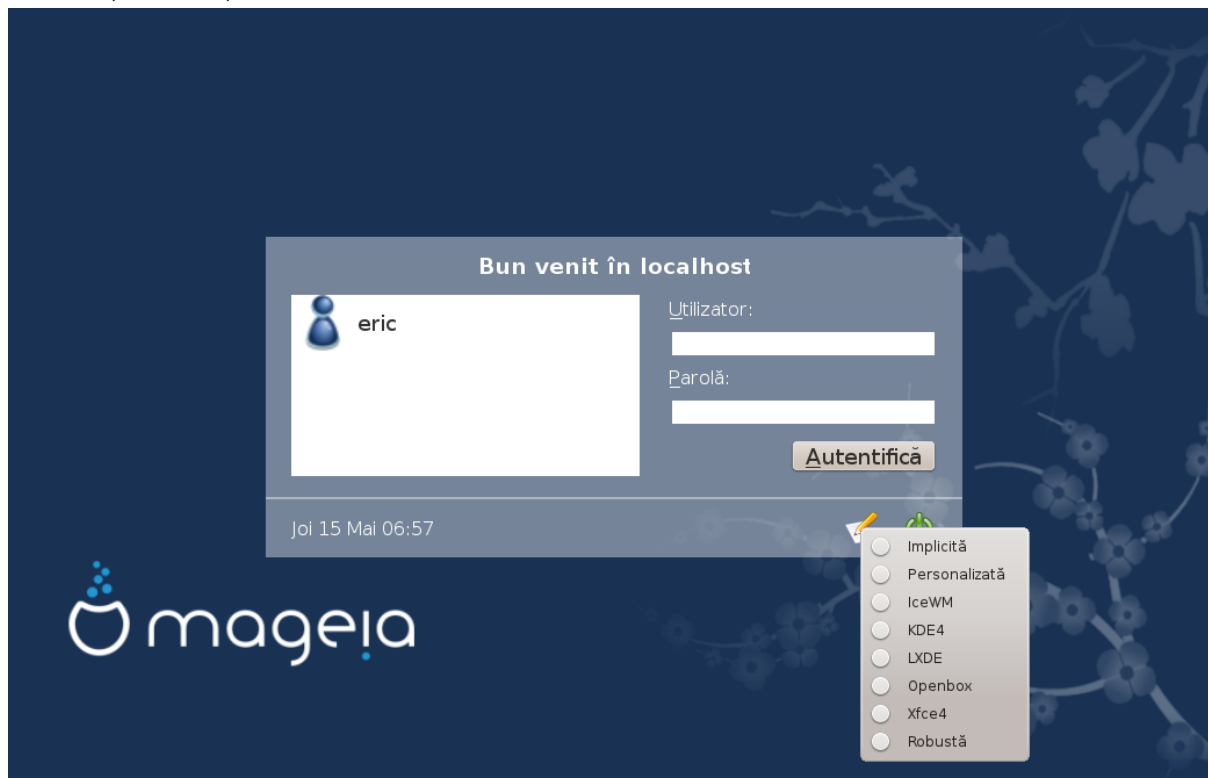 Bun venit în localhost
eric
Utilizator:
Parolă:
Autentifică
Joi 15 Mai 06:57
mageia
Implicită
Personalizată
IceWM
KDE4
LXDE
Openbox
Xfce4
Robustă